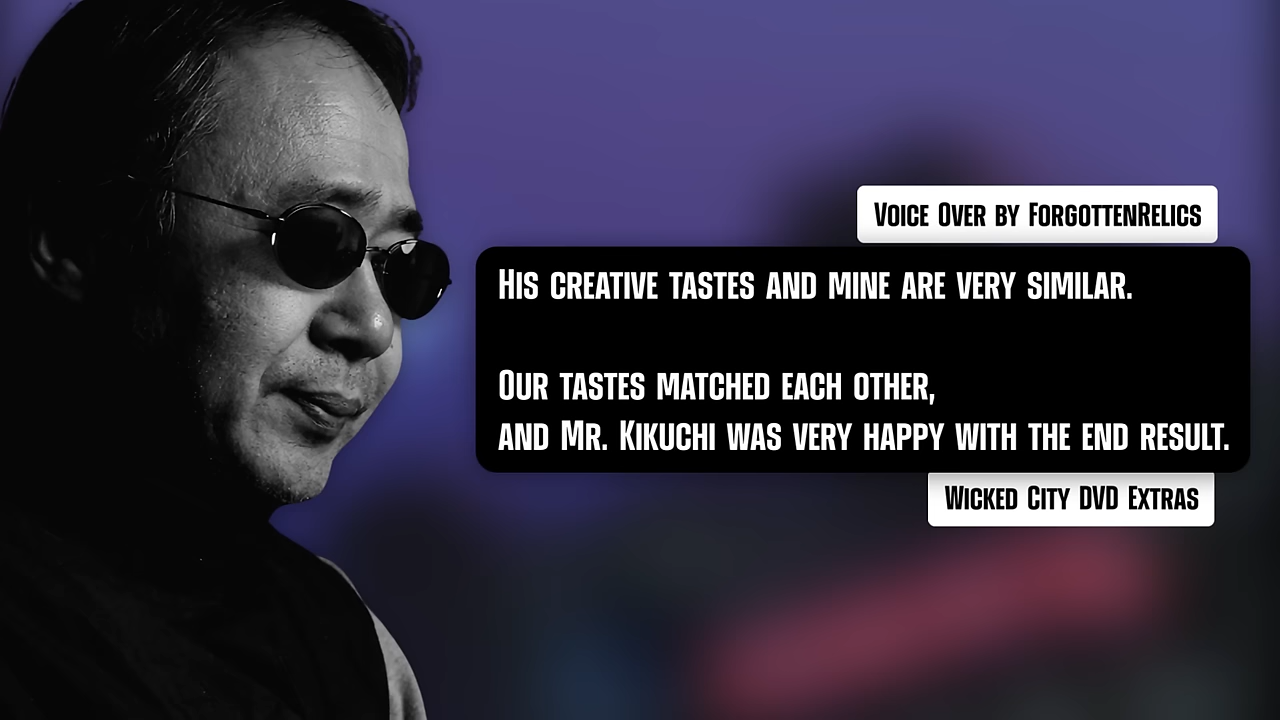 Voice Over by ForgottenRelics
His creative tastes and mine are very similar.
Our tastes matched each other,
and Mr. Kikuchi was very happy with the end result.
Wicked City DVD Extras